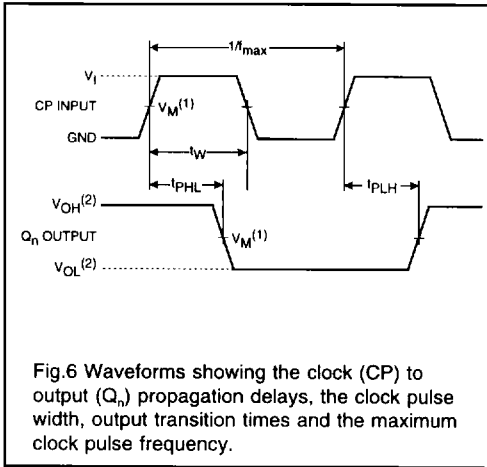 1/fmax
VI
CP INPUT
VM(1)
GND
tW
tPHL
tPLH
VOH(2)
Qn OUTPUT
VM(1)
VOL(2)
Fig.6 Waveforms showing the clock (CP) to
output (Qn) propagation delays, the clock pulse
width, output transition times and the maximum
clock pulse frequency.